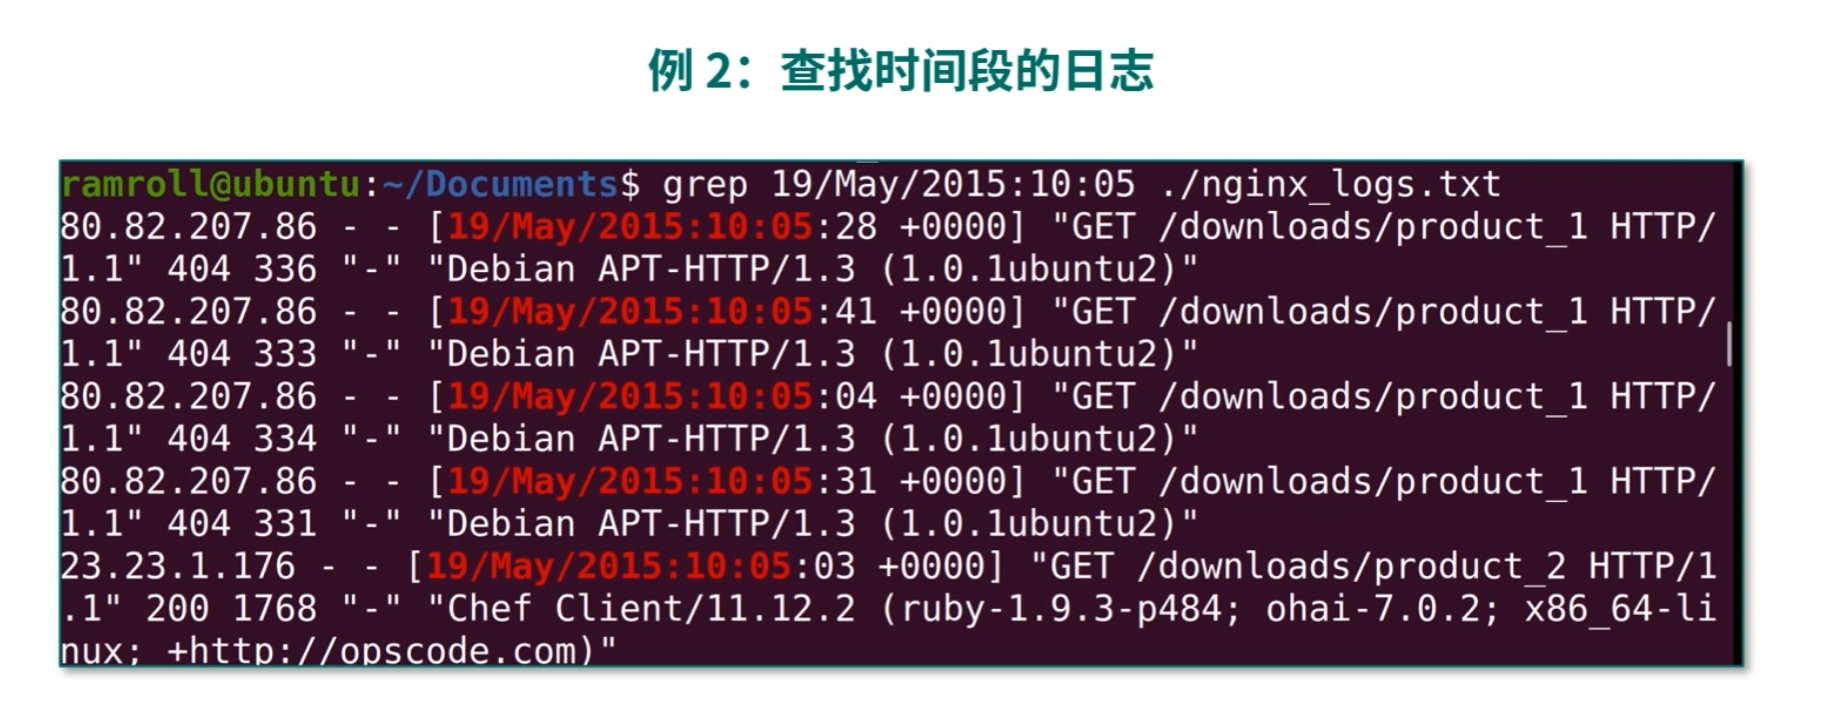 例 2：查找时间段的日志
ramroll@ubuntu:~/Documents$ grep 19/May/2015:10:05 ./nginx_logs.txt
80.82.207.86 - - [19/May/2015:10:05:28 +0000] "GET /downloads/product_1 HTTP/
1.1" 404 336 "-" "Debian APT-HTTP/1.3 (1.0.1ubuntu2)"
80.82.207.86 - - [19/May/2015:10:05:41 +0000] "GET /downloads/product_1 HTTP/
1.1" 404 333 "-" "Debian APT-HTTP/1.3 (1.0.1ubuntu2)"
80.82.207.86 - - [19/May/2015:10:05:04 +0000] "GET /downloads/product_1 HTTP/
1.1" 404 334 "-" "Debian APT-HTTP/1.3 (1.0.1ubuntu2)"
80.82.207.86 - - [19/May/2015:10:05:31 +0000] "GET /downloads/product_1 HTTP/
1.1" 404 331 "-" "Debian APT-HTTP/1.3 (1.0.1ubuntu2)"
23.23.1.176 - - [19/May/2015:10:05:03 +0000] "GET /downloads/product_2 HTTP/1
.1" 200 1768 "-" "Chef Client/11.12.2 (ruby-1.9.3-p484; ohai-7.0.2; x86_64-li
nux; +http://opscode.com)"